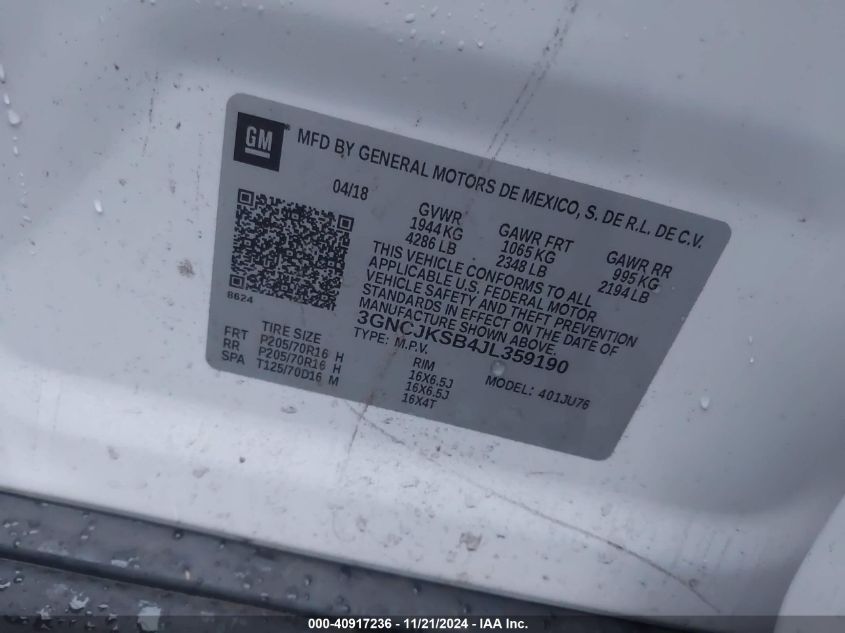 GM MFD BY GENERAL MOTORS DE MEXICO, S. DE R.L. DE C.V.
04/18
GVWR GAWR FRT GAWR RR
1944 KG 1065 KG 995 KG
4286 LB 2348 LB 2194 LB
THIS VEHICLE CONFORMS TO ALL
APPLICABLE U.S. FEDERAL MOTOR
VEHICLE SAFETY AND THEFT PREVENTION
STANDARDS IN EFFECT ON THE DATE OF
MANUFACTURE SHOWN ABOVE.
8624
3GNCJKSB4JL359190
TYPE: M.P.V. MODEL: 401JU76
TIRE SIZE RIM
FRT P205/70R16 H 16X6.5J
RR P205/70R16 H 16X6.5J
SPA T125/70D16 M 16X4T
000-40917236 - 11/21/2024 - IAA Inc.